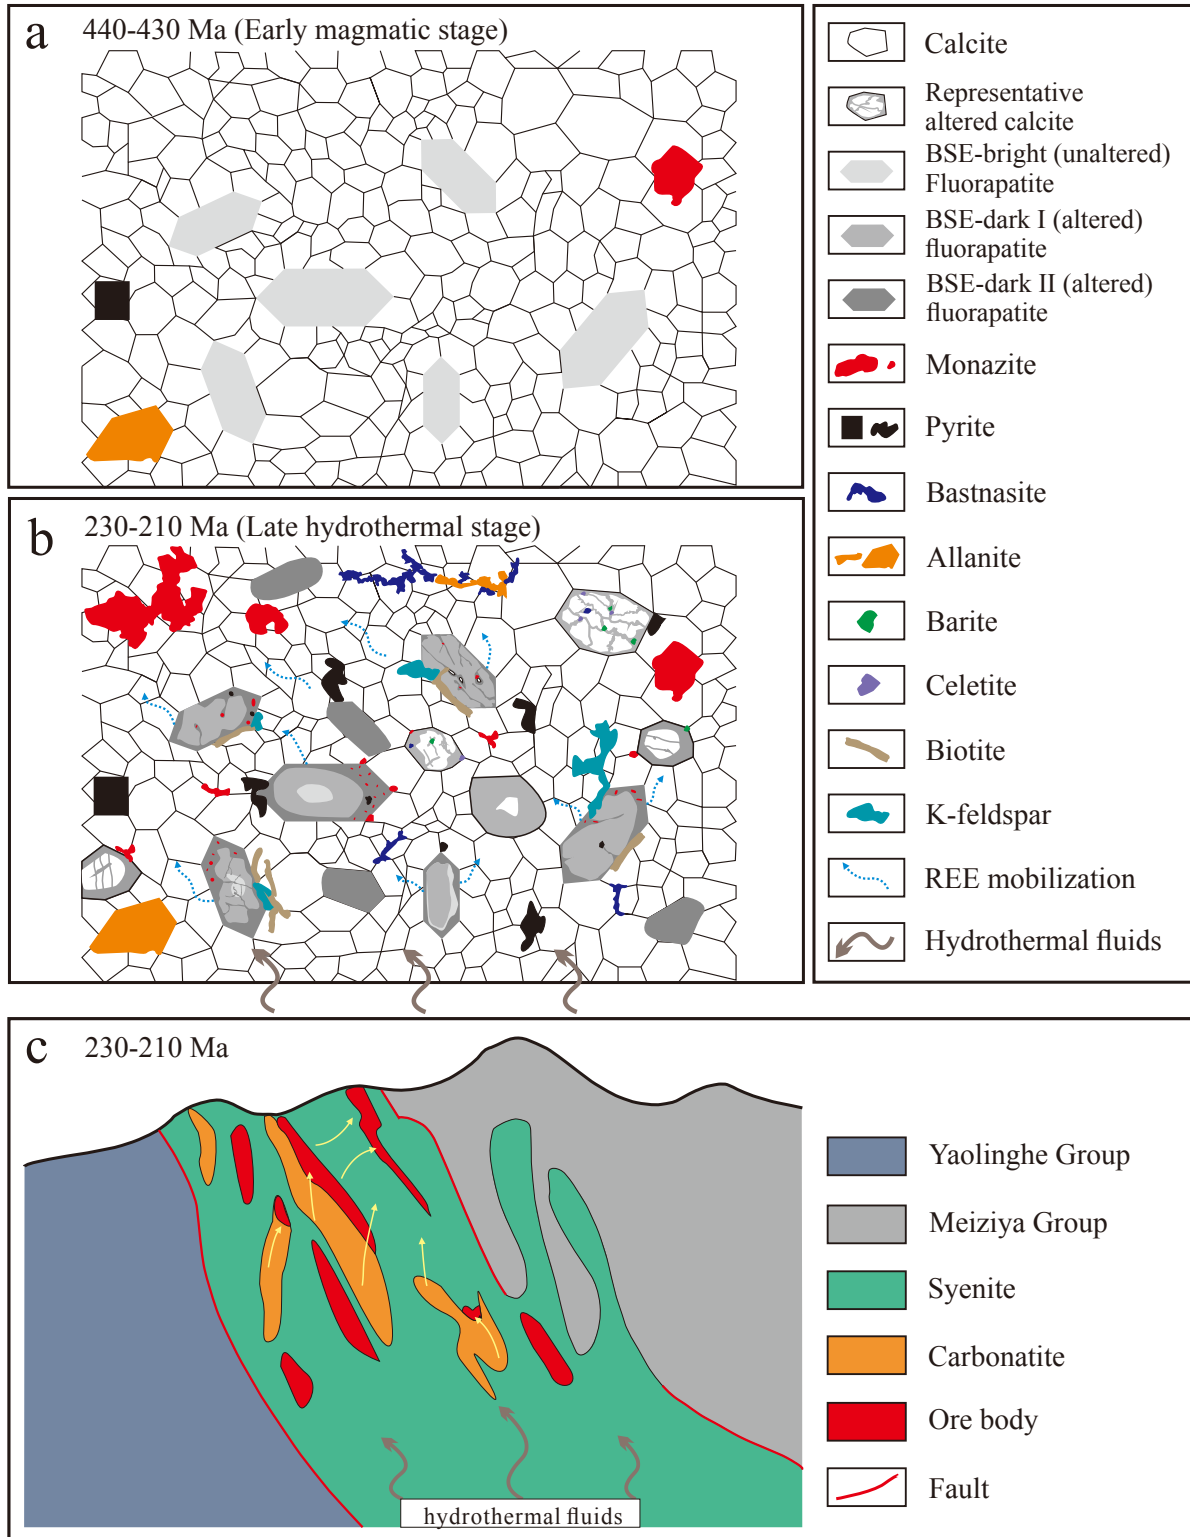 a 440-430 Ma (Early magmatic stage)
b 230-210 Ma (Late hydrothermal stage)
Calcite
Representative
altered calcite
BSE-bright (unaltered)
Fluorapatite
BSE-dark I (altered)
fluorapatite
BSE-dark II (altered)
fluorapatite
Monazite
Pyrite
Bastnasite
Allanite
Barite
Celetite
Biotite
K-feldspar
REE mobilization
Hydrothermal fluids
c 230-210 Ma
hydrothermal fluids
Yaolinghe Group
Meiziya Group
Syenite
Carbonatite
Ore body
Fault